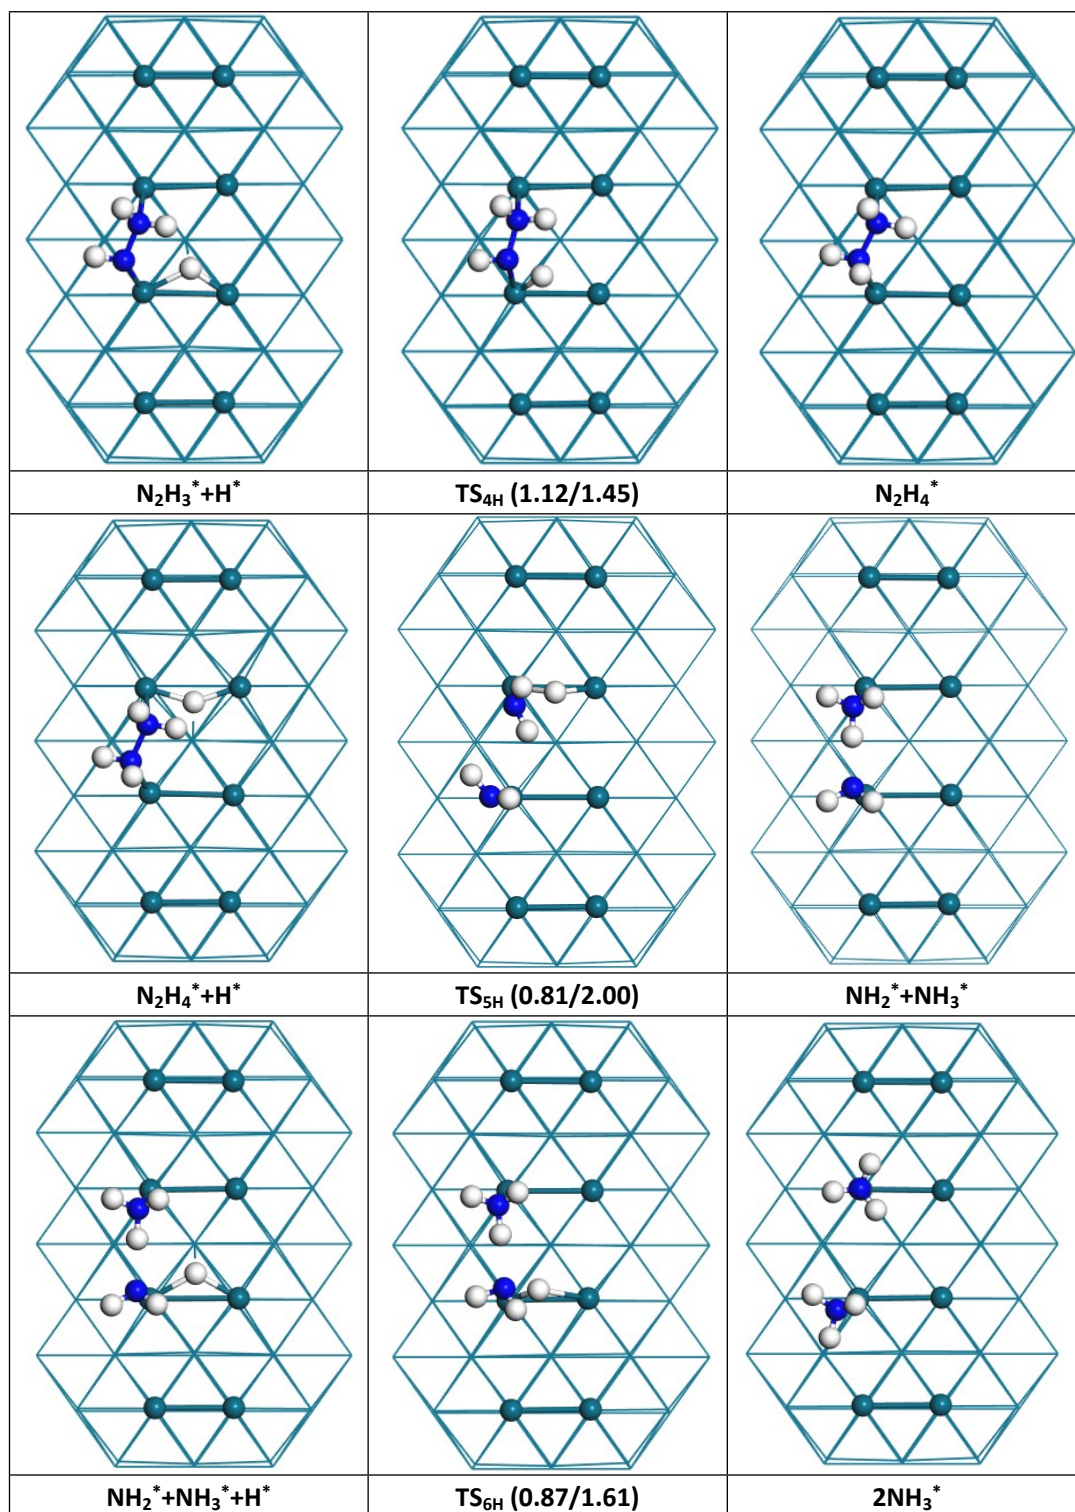 N₂H₃*+H* TS₄H (1.12/1.45) N₂H₄*
N₂H₄*+H* TS₅H (0.81/2.00) NH₂*+NH₃*
NH₂*+NH₃*+H* TS₆H (0.87/1.61) 2NH₃*